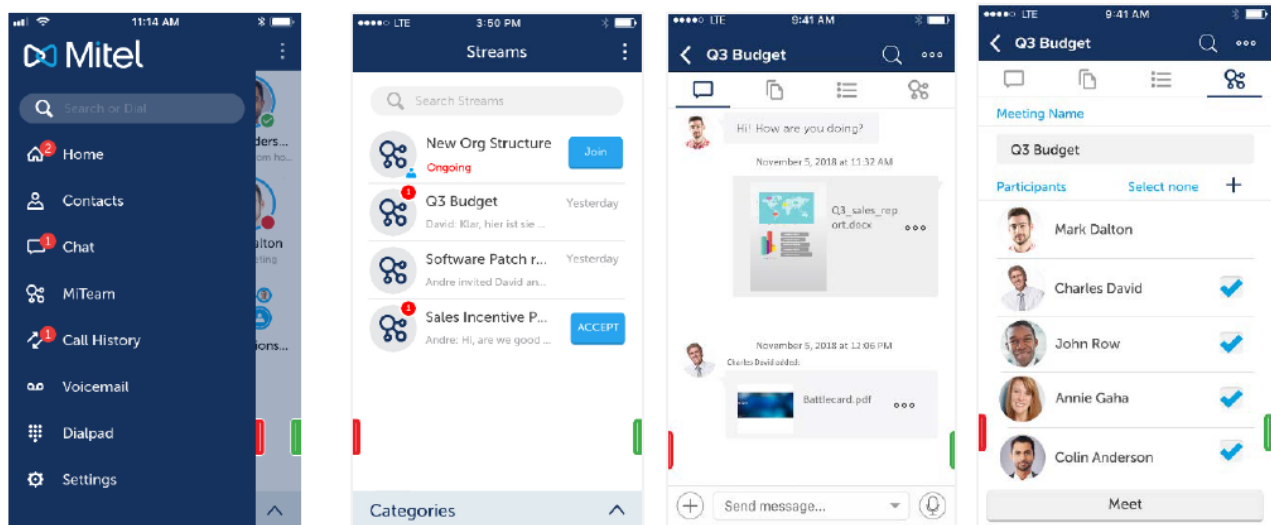 11:14 AM
Mitel
Search or Dial
2
Home
Contacts
1
Chat
MiTeam
1
Call History
Voicemail
Dialpad
Settings
ders...
om ho...
alton
eting
ions...
LTE 3:50 PM
Streams
Search Streams
New Org Structure
Ongoing
Join
1
Q3 Budget
Yesterday
David: Klar, hier ist sie ...
Software Patch r...
Yesterday
Andre invited David an...
1
Sales Incentive P...
Andre: Hi, are we good ...
ACCEPT
Categories
LTE 9:41 AM
Q3 Budget
Hi! How are you doing?
November 5, 2018 at 11:32 AM
Q3_sales_rep
ort.docx
November 5, 2018 at 12:06 PM
Charles David added:
Battlecard.pdf
Send message...
LTE 9:41 AM
Q3 Budget
Meeting Name
Q3 Budget
Participants Select none
Mark Dalton
Charles David
John Row
Annie Gaha
Colin Anderson
Meet